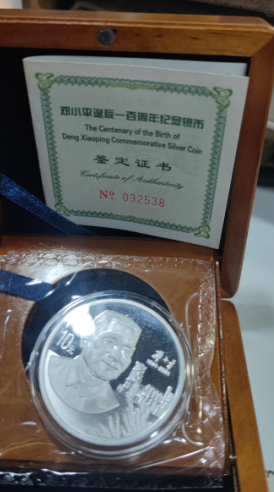 邓小平诞辰一百周年纪念银币
The Centenary of the Birth of
Deng Xiaoping Commemorative Silver Coin
鉴定证书
Certificate of Authenticity
Nº 032538
10元